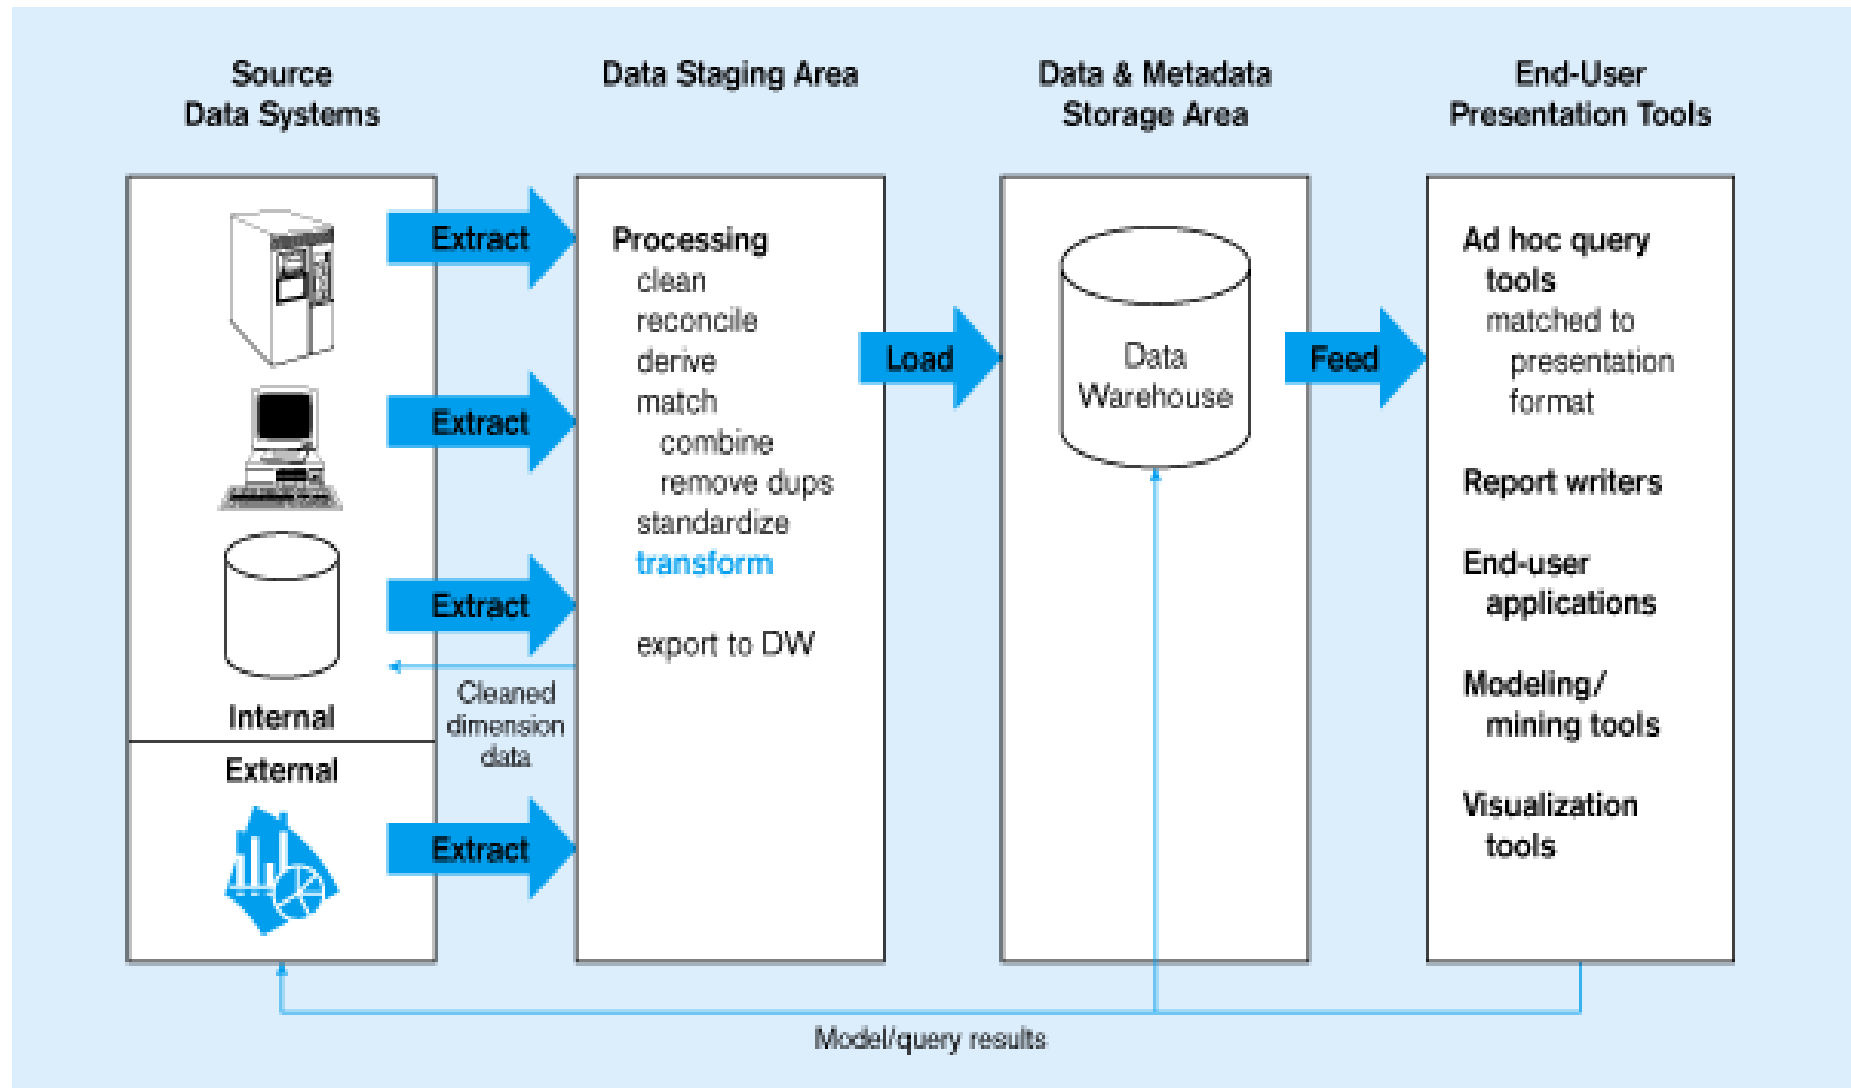 Source
Data Systems
Data Staging Area
Data & Metadata
Storage Area
End-User
Presentation Tools
Extract
Extract
Extract
Internal
Cleaned
dimension
data
External
Extract
Processing
clean
reconcile
derive
match
combine
remove dups
standardize
transform
export to DW
Load
Data
Warehouse
Feed
Ad hoc query
tools
matched to
presentation
format
Report writers
End-user
applications
Modeling/
mining tools
Visualization
tools
Model/query results